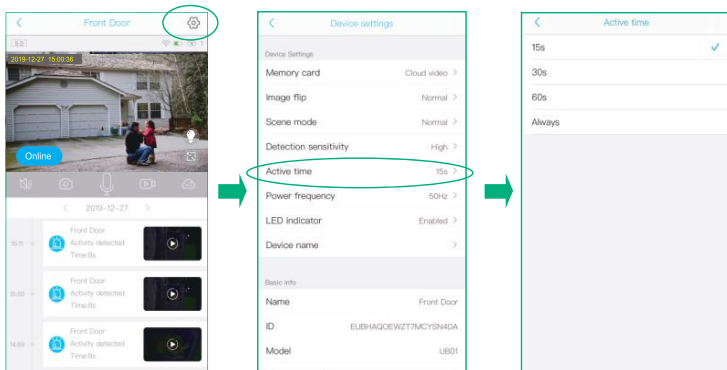 Front Door
SD
1
2019-12-27 15:00:36
Online
2019-12-27
15:11
Front Door
Activity detected
Time:8s
15:00
Front Door
Activity detected
Time:8s
14:59
Front Door
Activity detected
Time:8s
Device settings
Device Settings
Memory card Cloud video
Image flip Normal
Scene mode Normal
Detection sensitivity High
Active time 15s
Power frequency 50Hz
LED indicator Enabled
Device name
Basic Info
Name Front Door
ID EUBHAQOEWZT7MCYSN4DA
Model UB01
Active time
15s
30s
60s
Always